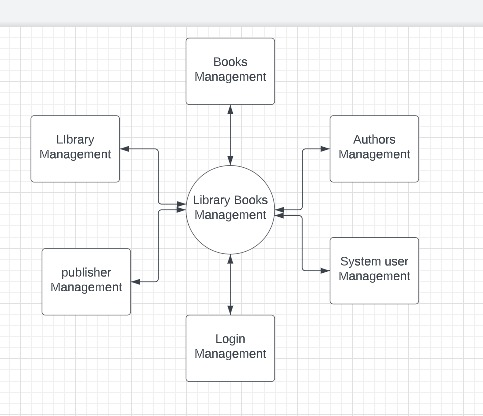 Books
Management
LIbrary
Management
Authors
Management
Library Books
Management
publisher
Management
System user
Management
Login
Management